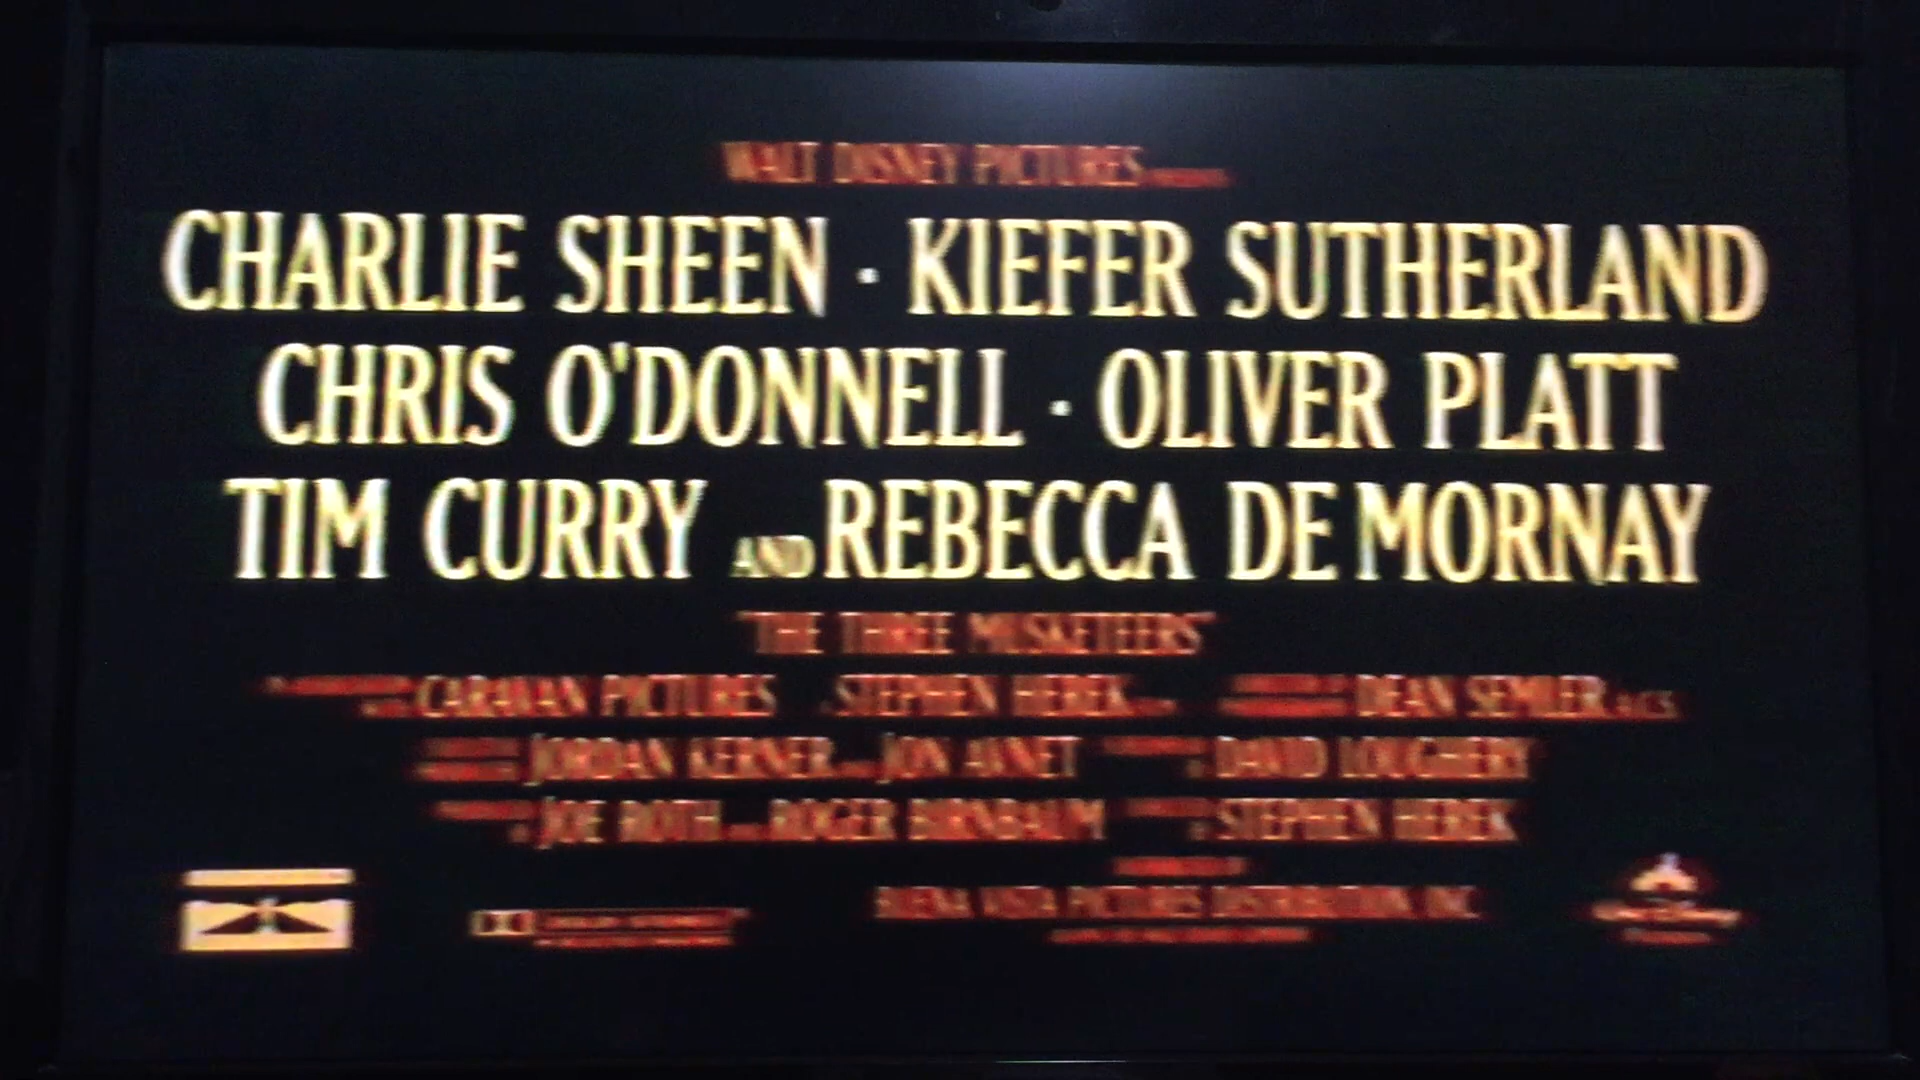 WALT DISNEY PICTURES
CHARLIE SHEEN · KIEFER SUTHERLAND
CHRIS O'DONNELL · OLIVER PLATT
TIM CURRY AND REBECCA DE MORNAY
"THE THREE MUSKETEERS"
CARAVAN PICTURES STEPHEN HEREK DEAN SEMLER A.C.S.
JORDAN KERNER JON AVNET DAVID LOUGHERY
JOE ROTH ROGER BIRNBAUM STEPHEN HEREK
BUENA VISTA PICTURES DISTRIBUTION, INC.